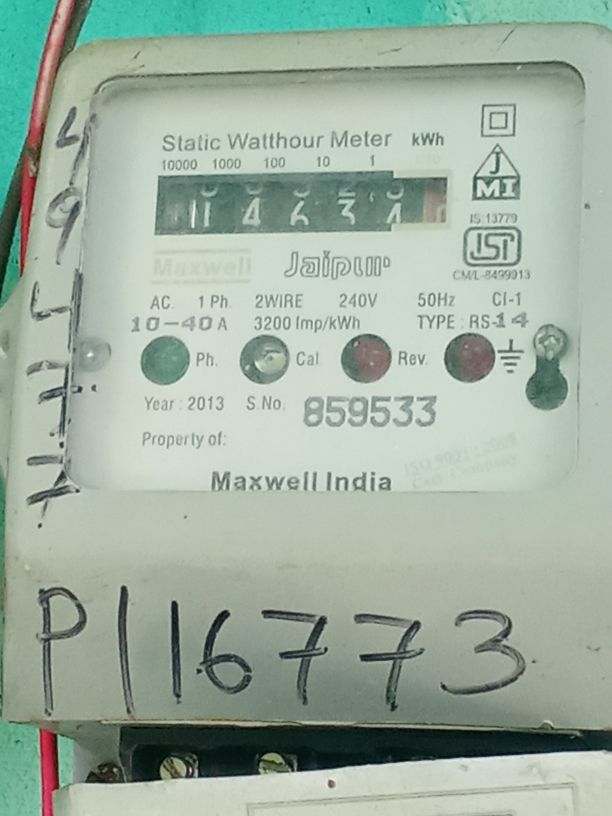 Static Watthour Meter kWh
10000 1000 100 10 1
JMI
IS:13779
ISI
CM/L-8499913
Maxwell Jaipur
AC. 1 Ph. 2WIRE 240V 50Hz Cl-1
10-40 A 3200 Imp/kWh TYPE : RS-14
Ph. Cal. Rev.
Year : 2013 S.No. 859533
Property of:
Maxwell India
P116773